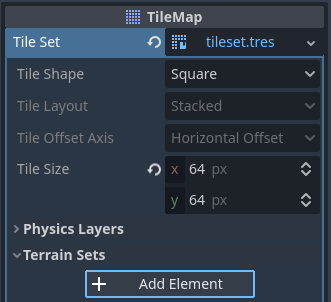 TileMap
Tile Set tileset.tres
Tile Shape Square
Tile Layout Stacked
Tile Offset Axis Horizontal Offset
Tile Size x 64 px
y 64 px
Physics Layers
Terrain Sets
+ Add Element